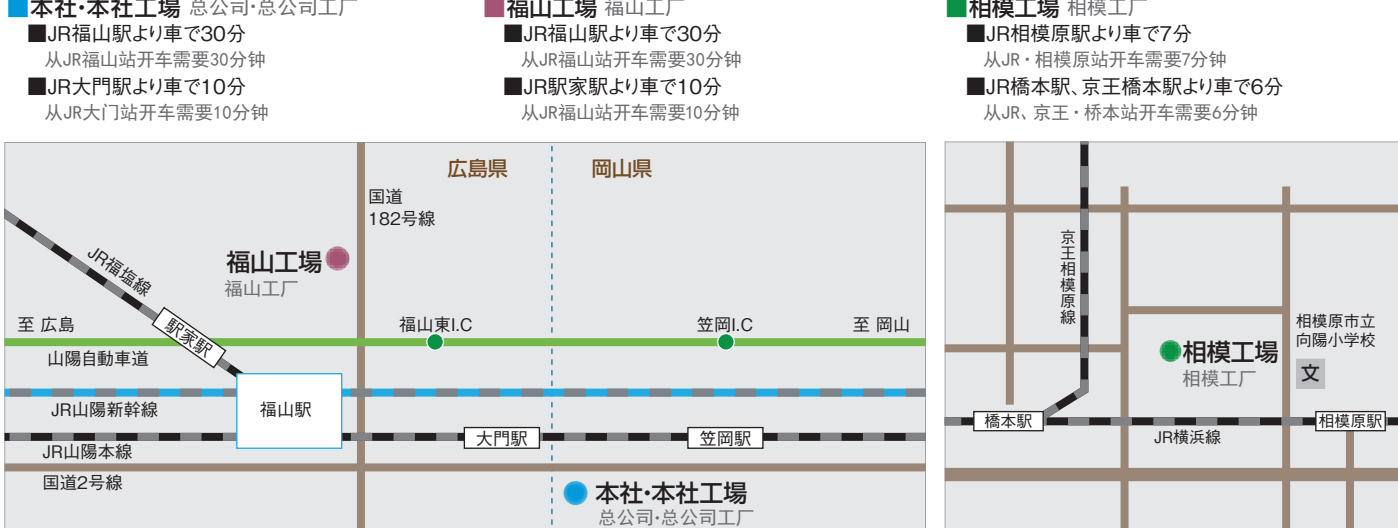 ■本社・本社工場 总公司・总公司工厂
■JR福山駅より車で30分
从JR福山站开车需要30分钟
■JR大門駅より車で10分
从JR大门站开车需要10分钟
■福山工場 福山工厂
■JR福山駅より車で30分
从JR福山站开车需要30分钟
■JR駅家駅より車で10分
从JR福山站开车需要10分钟
■相模工場 相模工厂
■JR相模原駅より車で7分
从JR・相模原站开车需要7分钟
■JR橋本駅、京王橋本駅より車で6分
从JR、京王・桥本站开车需要6分钟
広島県
岡山県
国道
182号線
JR福塩線
福山工場
福山工厂
至 広島
駅家駅
福山東I.C
笠岡I.C
至 岡山
山陽自動車道
JR山陽新幹線
福山駅
大門駅
笠岡駅
JR山陽本線
国道2号線
本社・本社工場
总公司・总公司工厂
京王相模原線
相模原市立
向陽小学校
文
相模工場
相模工厂
橋本駅
JR横浜線
相模原駅